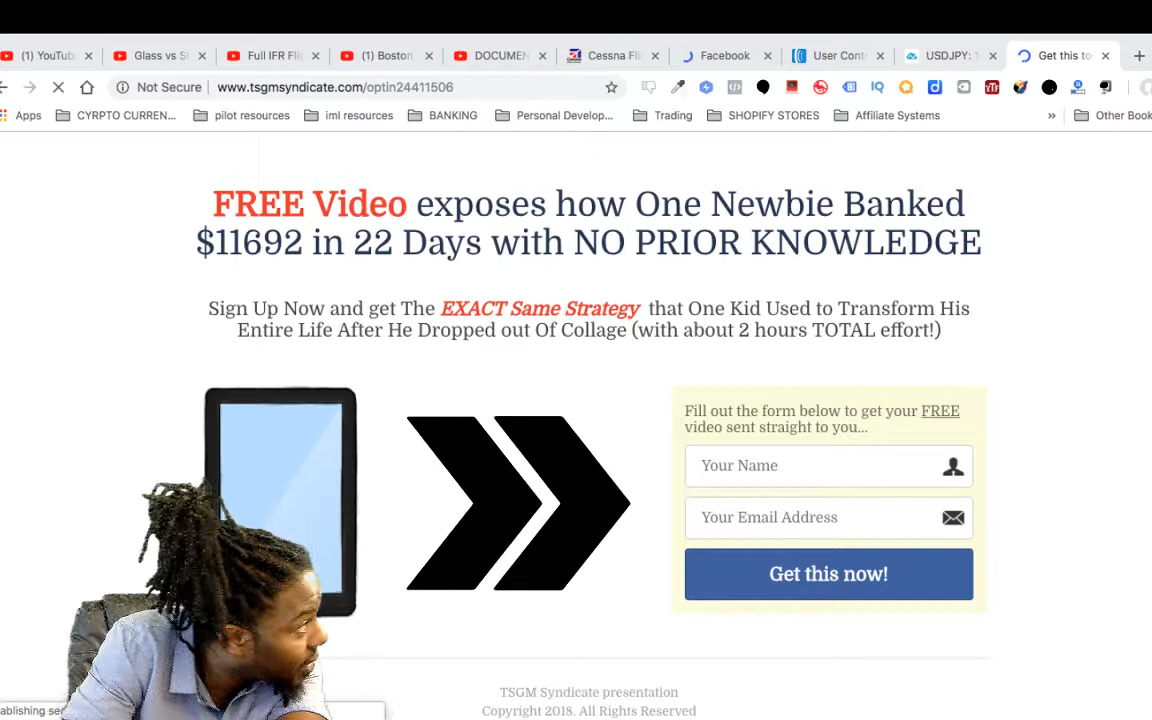 (1) YouTub
Glass vs S
Full IFR Fli
(1) Boston
DOCUMEN
Cessna Fli
Facebook
User Contr
USDJPY: T
Get this to
Not Secure
www.tsgmsyndicate.com/optin24411506
Apps
CYRPTO CURREN...
pilot resources
iml resources
BANKING
Personal Develop...
Trading
SHOPIFY STORES
Affiliate Systems
»
Other Book
FREE Video exposes how One Newbie Banked
$11692 in 22 Days with NO PRIOR KNOWLEDGE
Sign Up Now and get The EXACT Same Strategy that One Kid Used to Transform His
Entire Life After He Dropped out Of Collage (with about 2 hours TOTAL effort!)
Fill out the form below to get your FREE
video sent straight to you...
Your Name
Your Email Address
Get this now!
TSGM Syndicate presentation
Copyright 2018. All Rights Reserved
ablishing se